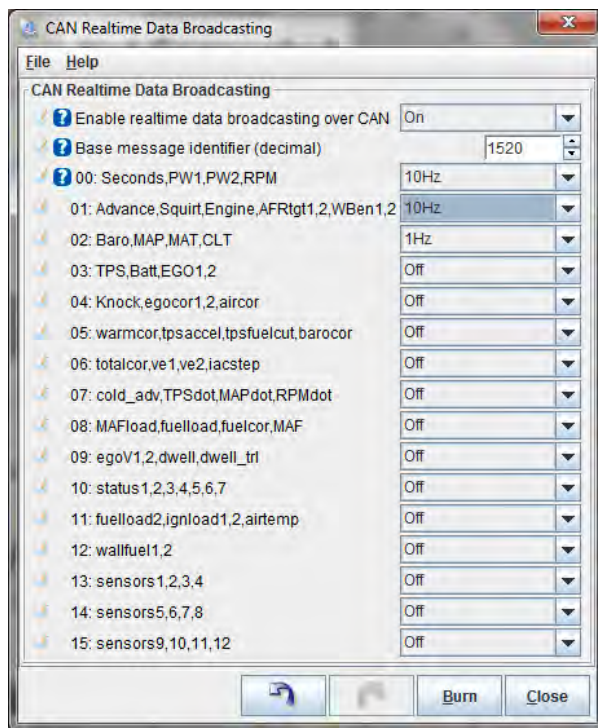 CAN Realtime Data Broadcasting
File Help
CAN Realtime Data Broadcasting
? Enable realtime data broadcasting over CAN On
? Base message identifier (decimal) 1520
? 00: Seconds,PW1,PW2,RPM 10Hz
01: Advance,Squirt,Engine,AFRtgt1,2,WBen1,2 10Hz
02: Baro,MAP,MAT,CLT 1Hz
03: TPS,Batt,EGO1,2 Off
04: Knock,egocor1,2,aircor Off
05: warmcor,tpsaccel,tpsfuelcut,barocor Off
06: totalcor,ve1,ve2,iacstep Off
07: cold_adv,TPSdot,MAPdot,RPMdot Off
08: MAFload,fuelload,fuelcor,MAF Off
09: egoV1,2,dwell,dwell_trl Off
10: status1,2,3,4,5,6,7 Off
11: fuelload2,ignload1,2,airtemp Off
12: wallfuel1,2 Off
13: sensors1,2,3,4 Off
14: sensors5,6,7,8 Off
15: sensors9,10,11,12 Off
Burn Close